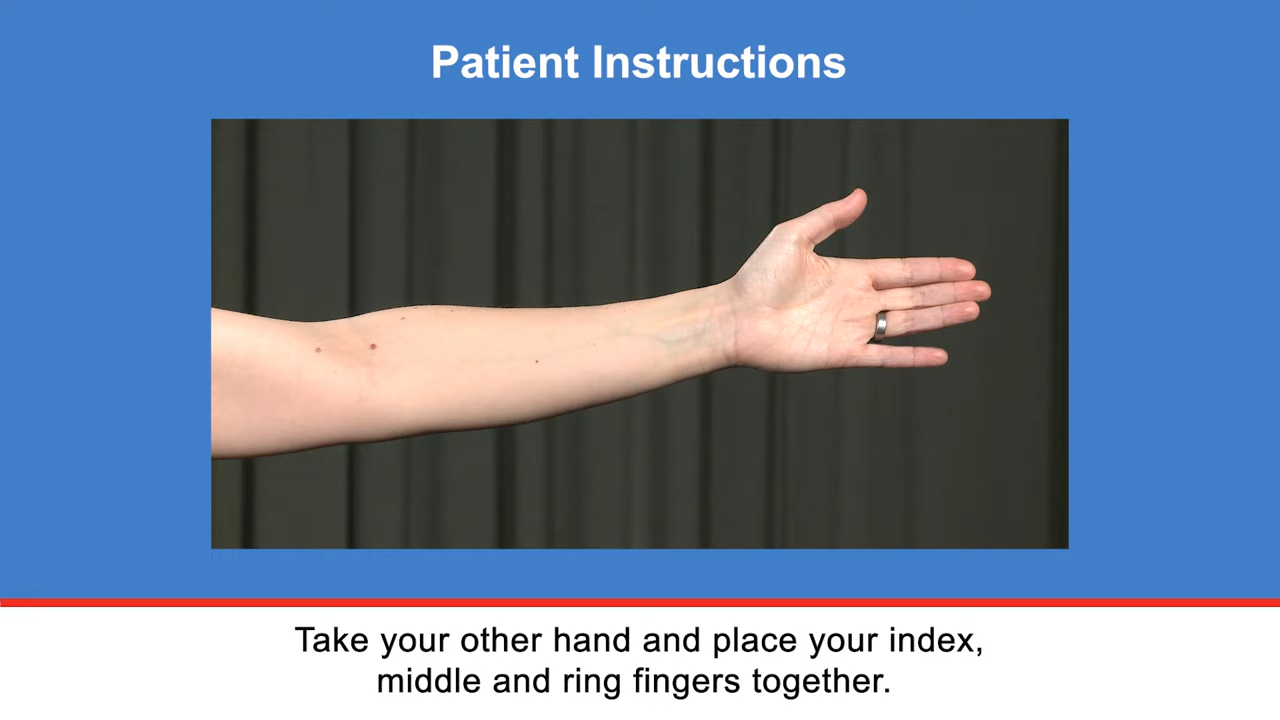 Patient Instructions
Take your other hand and place your index,
middle and ring fingers together.